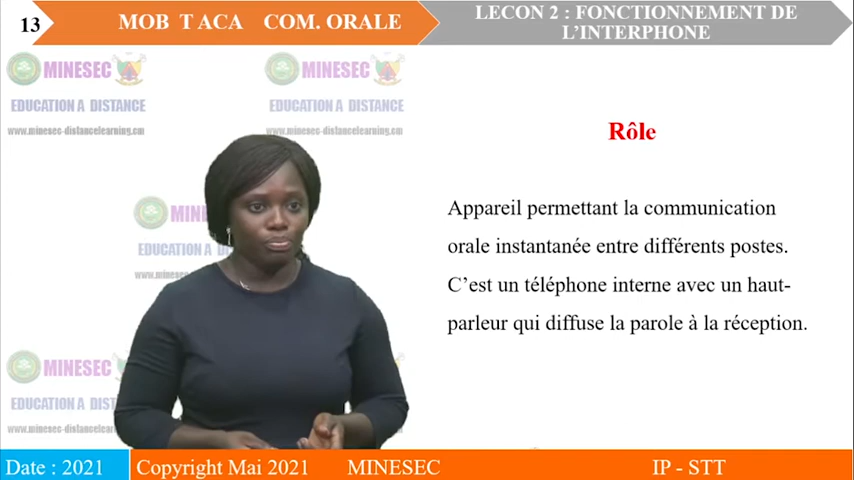 13
MOB T ACA COM. ORALE
LECON 2 : FONCTIONNEMENT DE
L'INTERPHONE
MINESEC
MINESEC
EDUCATION A DISTANCE
EDUCATION A DISTANCE
www.minesec-distancelearning.cm
www.minesec-distancelearning.cm
Rôle
Appareil permettant la communication
orale instantanée entre différents postes.
C'est un téléphone interne avec un haut-
parleur qui diffuse la parole à la réception.
MINESEC
EDUCATION A
Date : 2021
Copyright Mai 2021 MINESEC
IP - STT